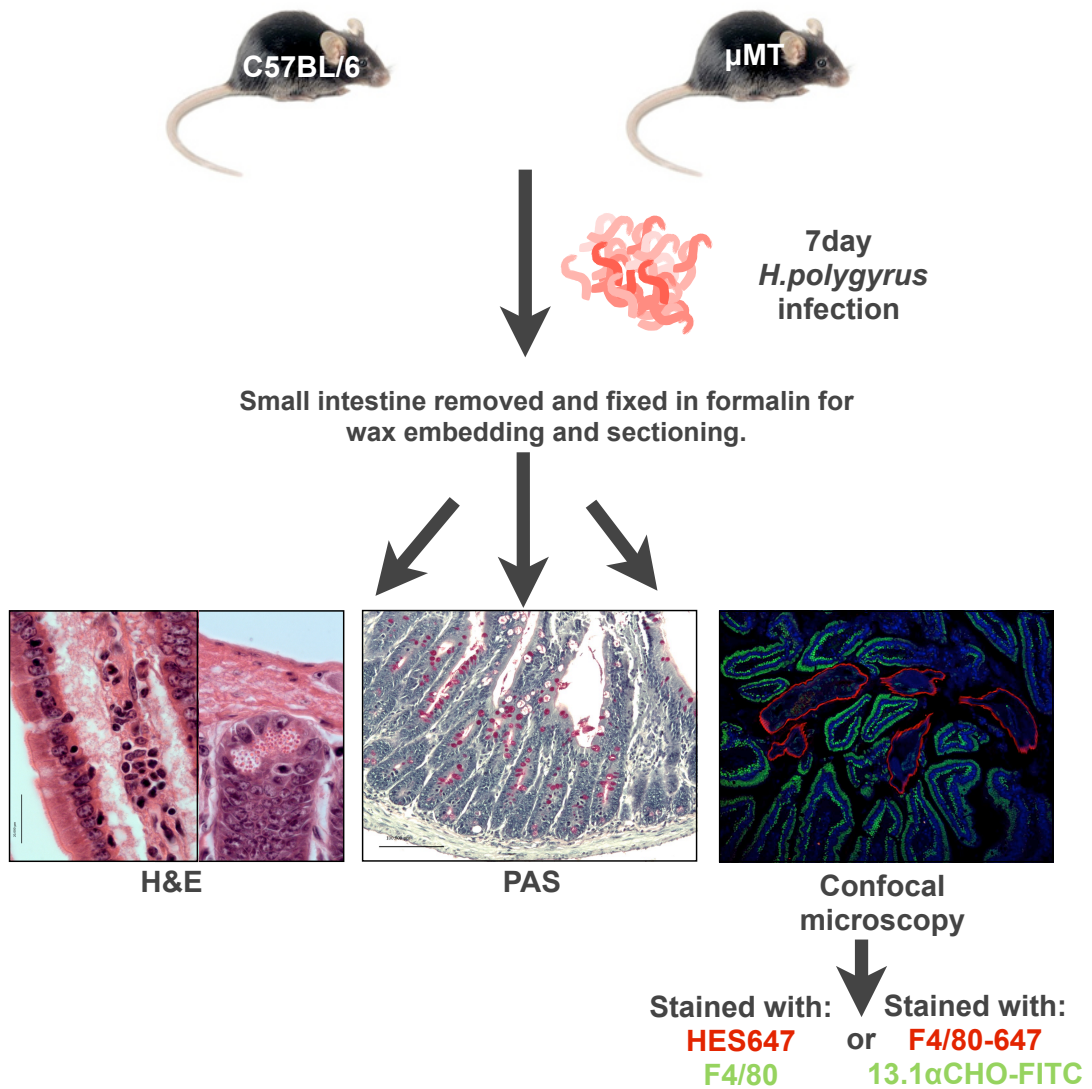 C57BL/6
µMT
7day
H.polygyrus
infection
Small intestine removed and fixed in formalin for
wax embedding and sectioning.
H&E
PAS
Confocal
microscopy
Stained with:
HES647
F4/80
or
Stained with:
F4/80-647
13.1αCHO-FITC